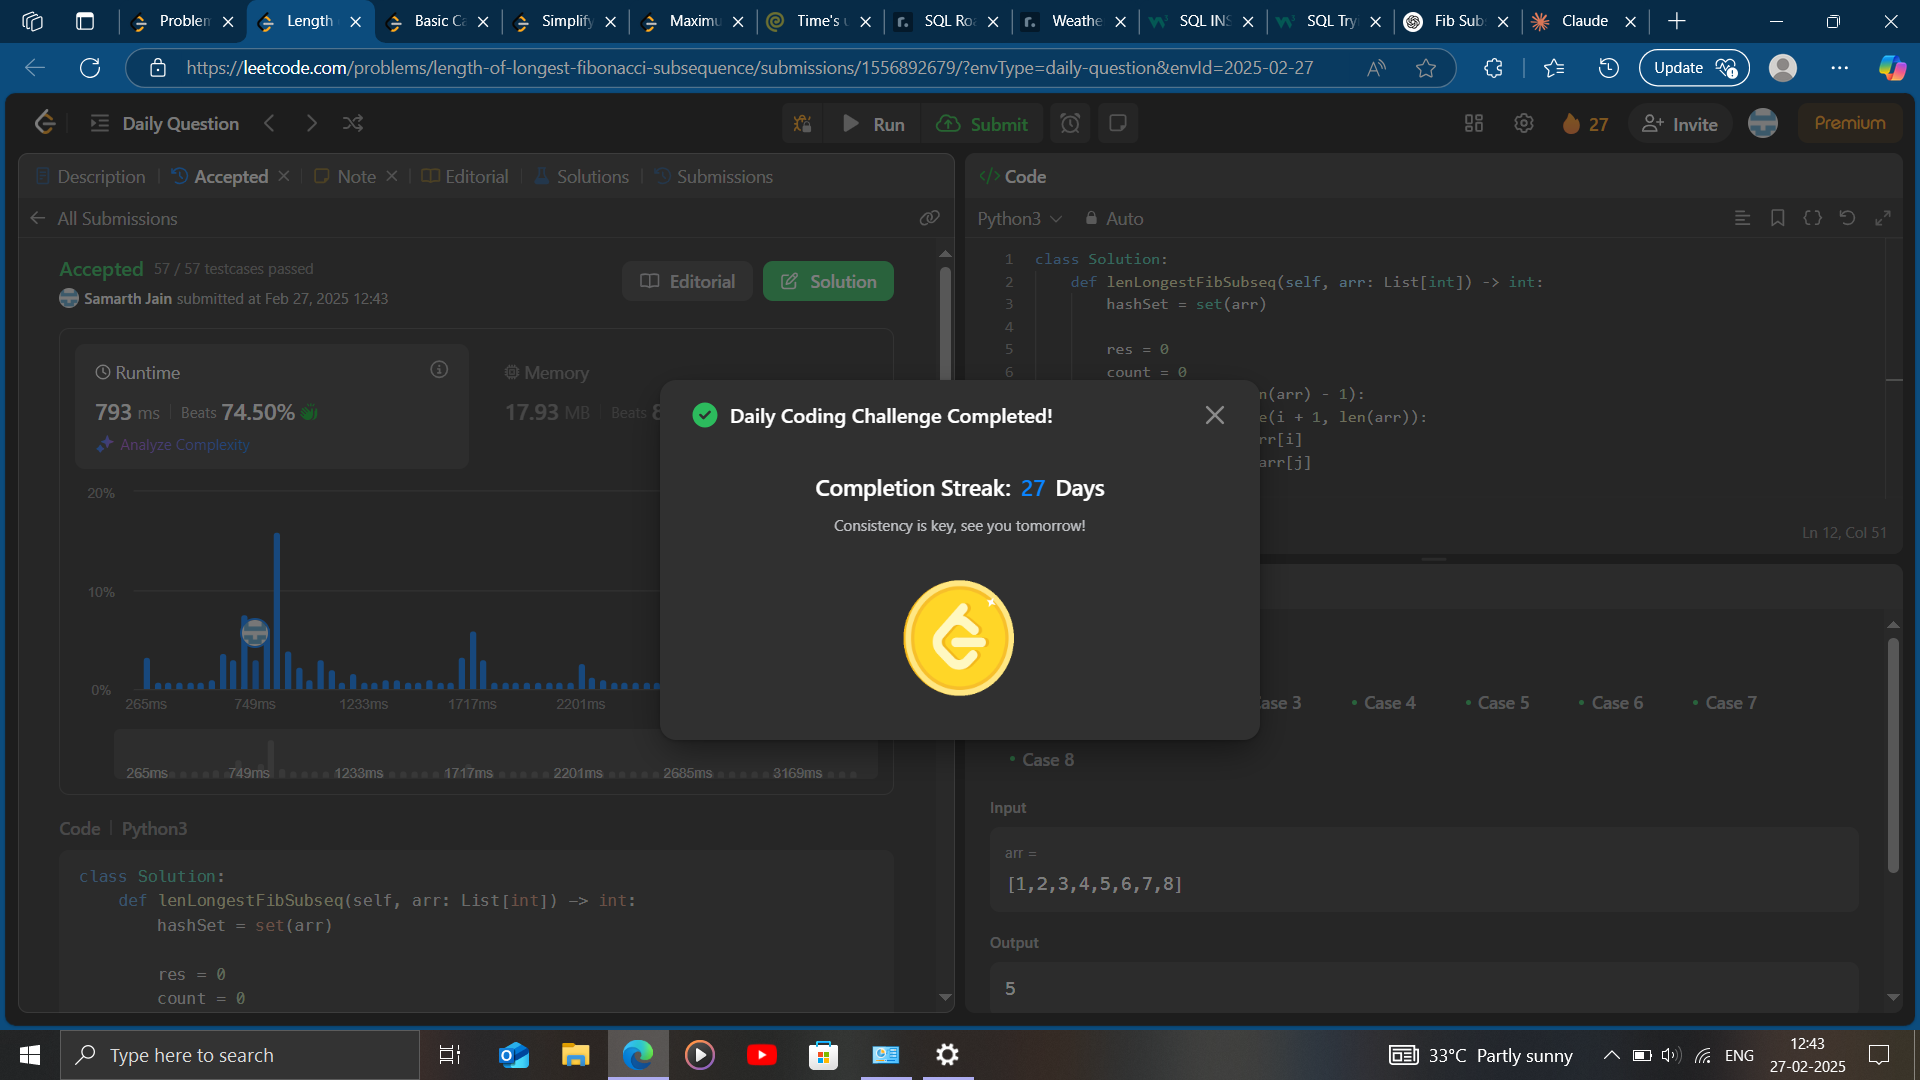 Problem
Length
Basic Ca
Simplify
Maximu
Time's u
SQL Ro
Weathe
SQL INS
SQL Try
Fib Sub
Claude
https://leetcode.com/problems/length-of-longest-fibonacci-subsequence/submissions/1556892679/?envType=daily-question&envId=2025-02-27
Update
Daily Question
Run
Submit
27
Invite
Premium
Description
Accepted
Note
Editorial
Solutions
Submissions
All Submissions
Accepted 57 / 57 testcases passed
Samarth Jain submitted at Feb 27, 2025 12:43
Editorial
Solution
Runtime
793 ms | Beats 74.50%
Analyze Complexity
Memory
17.93 MB | Beats 8
20%
10%
0%
265ms 749ms 1233ms 1717ms 2201ms
265ms 749ms 1233ms 1717ms 2201ms 2685ms 3169ms
Code | Python3
class Solution:
def lenLongestFibSubseq(self, arr: List[int]) -> int:
hashSet = set(arr)
res = 0
count = 0
Daily Coding Challenge Completed!
Completion Streak: 27 Days
Consistency is key, see you tomorrow!
</> Code
Python3
Auto
1 class Solution:
2 def lenLongestFibSubseq(self, arr: List[int]) -> int:
3 hashSet = set(arr)
4
5 res = 0
6 count = 0
n(arr) - 1):
e(i + 1, len(arr)):
rr[i]
arr[j]
Ln 12, Col 51
ase 3
Case 4
Case 5
Case 6
Case 7
Case 8
Input
arr =
[1,2,3,4,5,6,7,8]
Output
5
Type here to search
33°C Partly sunny
ENG
12:43
27-02-2025